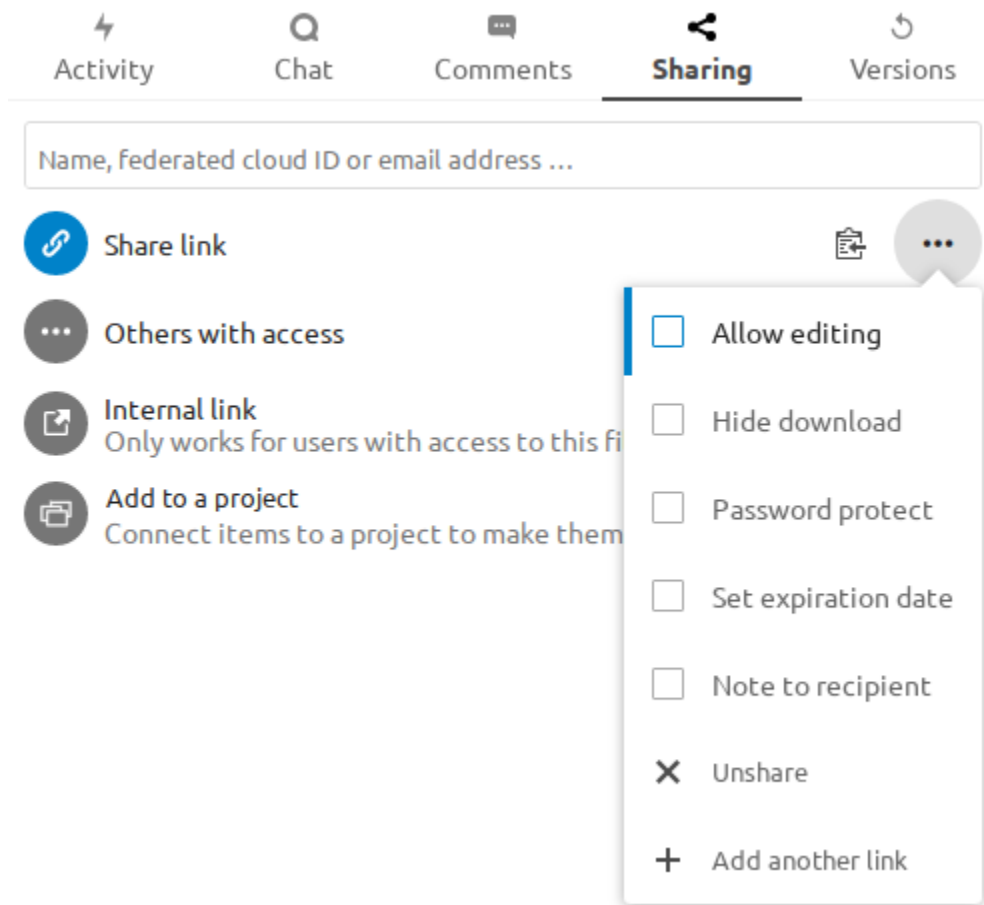 Activity
Chat
Comments
Sharing
Versions
Name, federated cloud ID or email address ...
Share link
Others with access
Internal link
Only works for users with access to this fi
Add to a project
Connect items to a project to make them
Allow editing
Hide download
Password protect
Set expiration date
Note to recipient
Unshare
Add another link